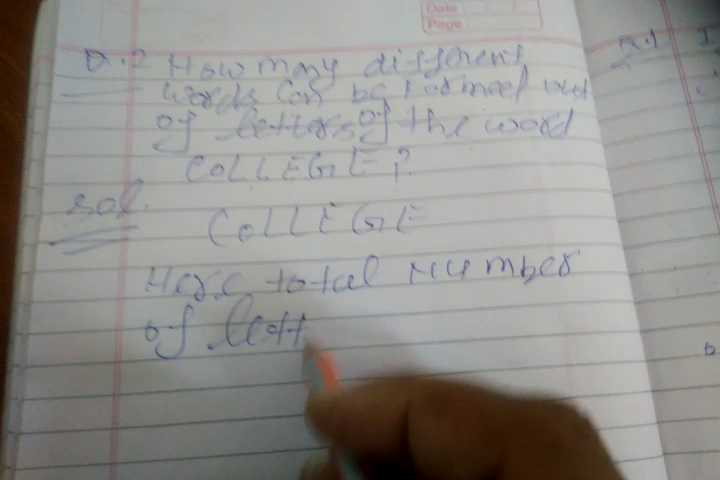 Date
Page
Q.2 How many different
words can be formed out
of letters of the word
COLLEGE?
Sol. COLLEGE
Here total number
of lett